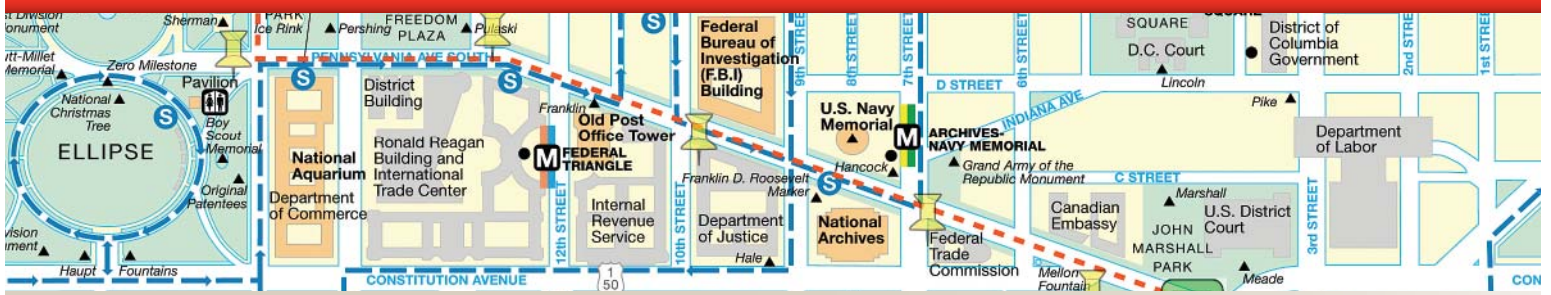 Sherman
PARK
Ice Rink
Pershing
FREEDOM
PLAZA
Pulaski
S
Federal
Bureau of
Investigation
(F.B.I)
Building
9th STREET
8th STREET
7th STREET
6th STREET
SQUARE
D.C. Court
Lincoln
District of
Columbia
Government
2nd STREET
1st STREET
Memorial
Zero Milestone
PENNSYLVANIA AVE SOUTH
Pavilion
National
Christmas
Tree
S
Boy
Scout
Memorial
ELLIPSE
Original
Patentees
Haupt
Fountains
S
District
Building
S
Franklin
Old Post
Office Tower
National
Aquarium
Department
of Commerce
Ronald Reagan
Building and
International
Trade Center
M
FEDERAL
TRIANGLE
12th STREET
Internal
Revenue
Service
10th STREET
Franklin D. Roosevelt
Marker
Department
of Justice
Hale
CONSTITUTION AVENUE
1
50
U.S. Navy
Memorial
Hancock
M
ARCHIVES-
NAVY MEMORIAL
S
National
Archives
D STREET
INDIANA AVE
Grand Army of the
Republic Monument
C STREET
Pike
Department
of Labor
Canadian
Embassy
Marshall
U.S. District
Court
JOHN
MARSHALL
PARK
3rd STREET
Federal
Trade
Commission
Mellon
Fountain
Meade
CON